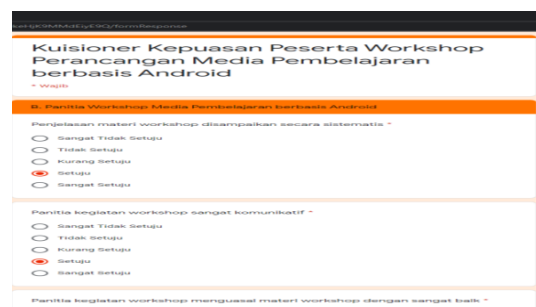 Kuisioner Kepuasan Peserta Workshop
Perancangan Media Pembelajaran
berbasis Android
* Wajib
B. Panitia Workshop Media Pembelajaran berbasis Android
Penjelasan materi workshop disampaikan secara sistematis *
Sangat Tidak Setuju
Tidak Setuju
Kurang Setuju
Setuju
Sangat Setuju
Panitia kegiatan workshop sangat komunikatif *
Sangat Tidak Setuju
Tidak Setuju
Kurang Setuju
Setuju
Sangat Setuju
Panitia kegiatan workshop menguasai materi workshop dengan sangat baik *